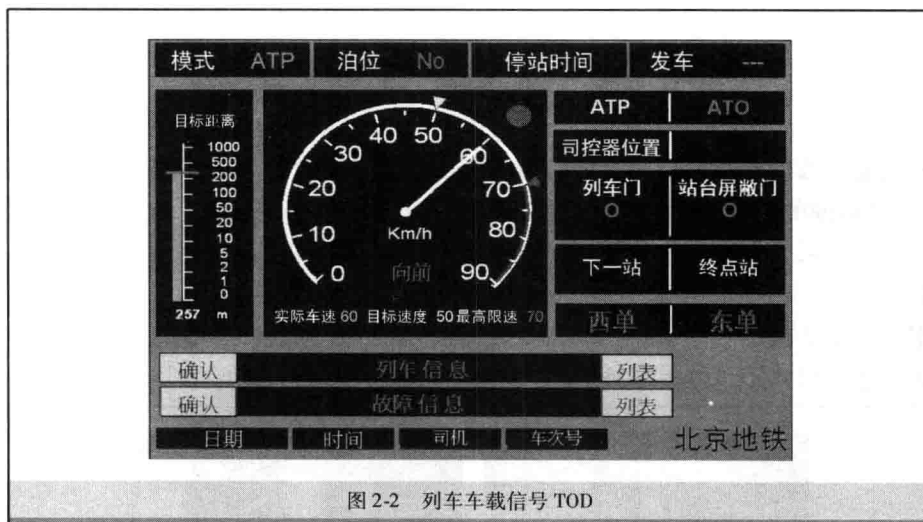 模式 ATP 泊位 No 停站时间 发车 ---
目标距离
1000
500
200
100
50
20
10
5
2
1
0
257 m
0
10
20
30
40
50
60
70
80
90
Km/h
向前
实际车速 60 目标速度 50 最高限速 70
ATP ATO
司控器位置
列车门 站台屏敝门
O O
下一站 终点站
西单 东单
确认 列车信息 列表
确认 故障信息 列表
日期 时间 司机 车次号
北京地铁
图 2-2 列车车载信号 TOD